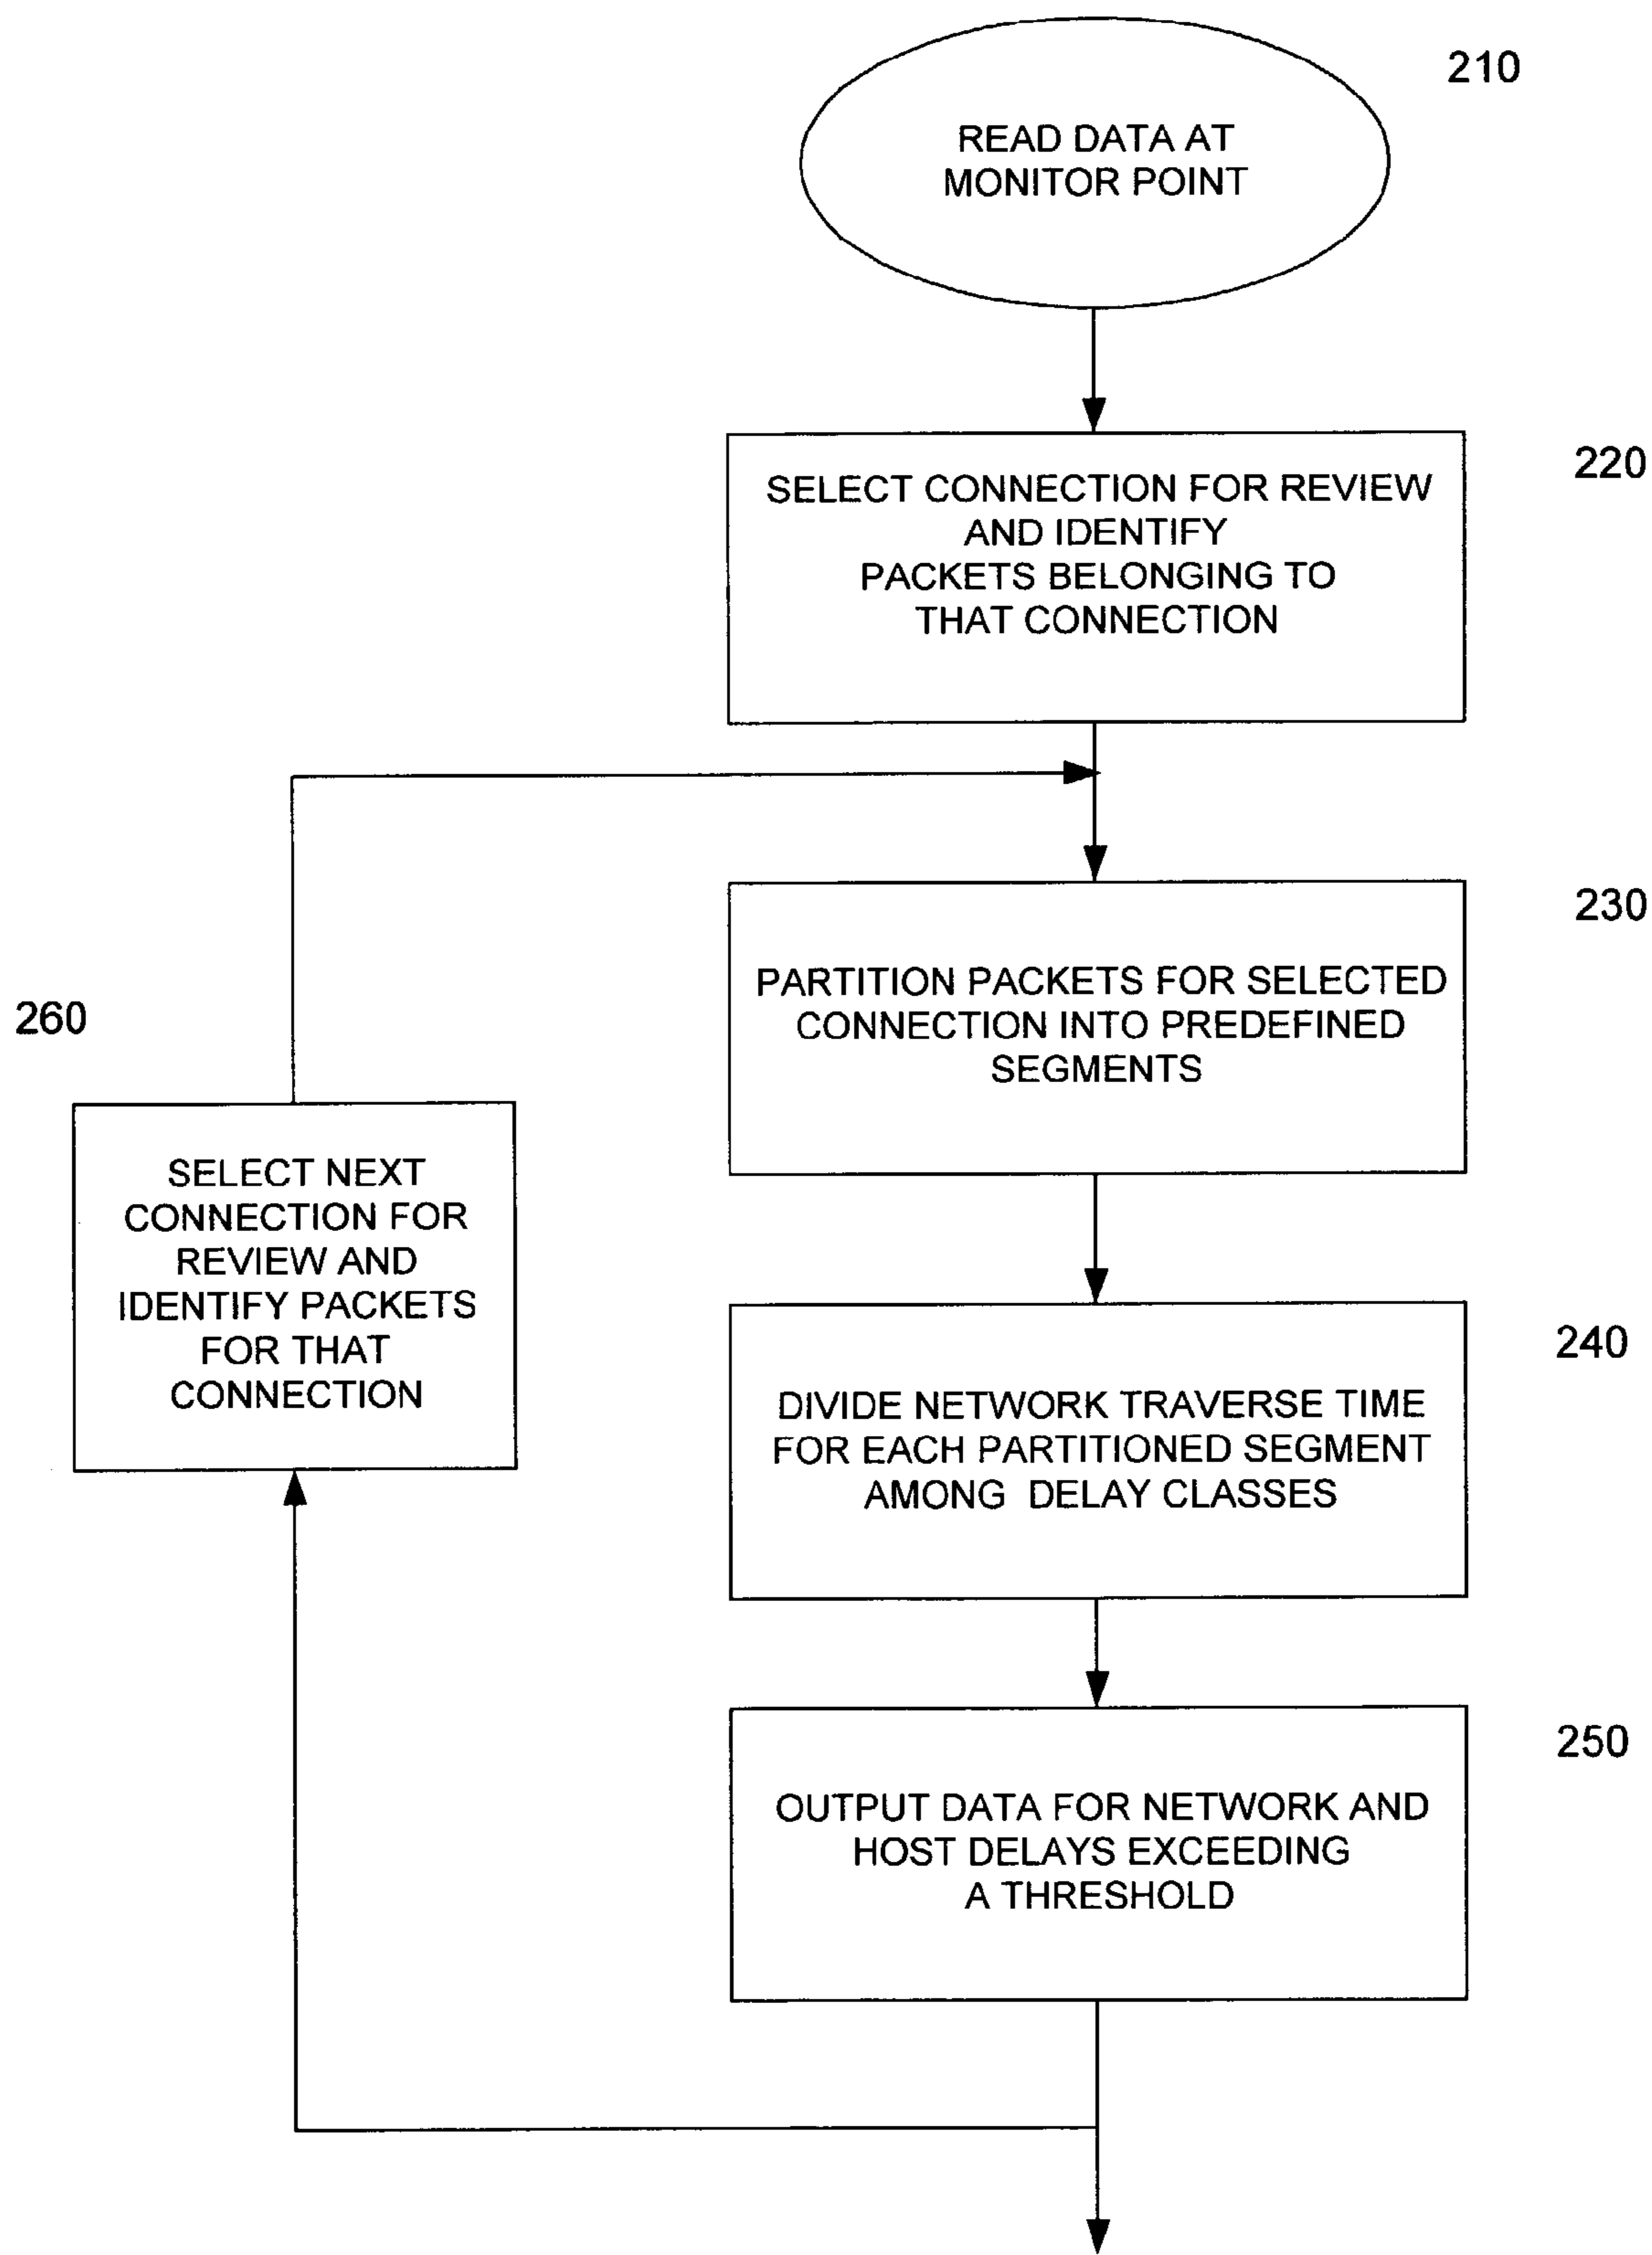 210
READ DATA AT
MONITOR POINT
220
SELECT CONNECTION FOR REVIEW
AND IDENTIFY
PACKETS BELONGING TO
THAT CONNECTION
230
PARTITION PACKETS FOR SELECTED
CONNECTION INTO PREDEFINED
SEGMENTS
260
SELECT NEXT
CONNECTION FOR
REVIEW AND
IDENTIFY PACKETS
FOR THAT
CONNECTION
240
DIVIDE NETWORK TRAVERSE TIME
FOR EACH PARTITIONED SEGMENT
AMONG DELAY CLASSES
250
OUTPUT DATA FOR NETWORK AND
HOST DELAYS EXCEEDING
A THRESHOLD